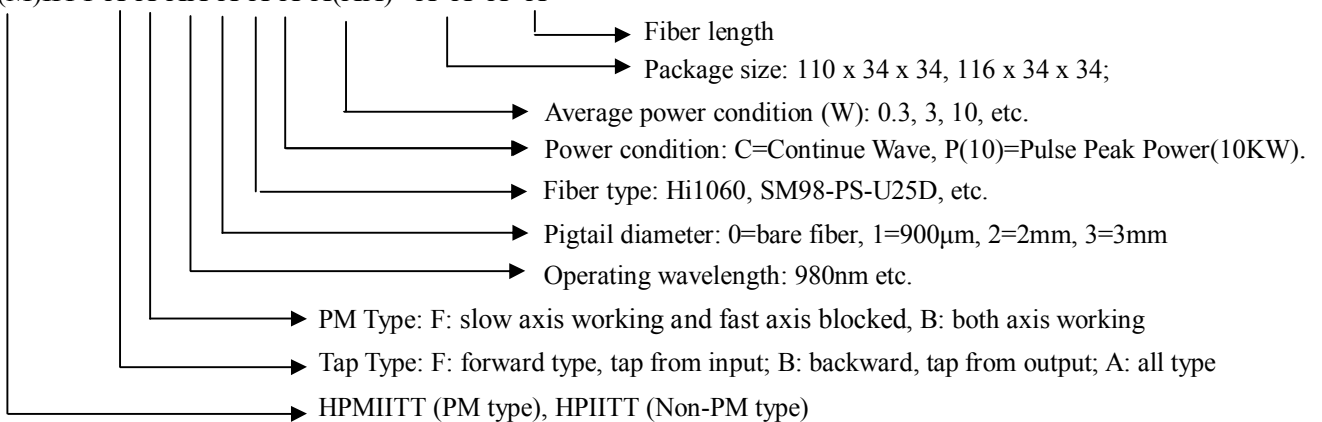 Fiber length
Package size: 110 x 34 x 34, 116 x 34 x 34;
Average power condition (W): 0.3, 3, 10, etc.
Power condition: C=Continue Wave, P(10)=Pulse Peak Power(10KW).
Fiber type: Hi1060, SM98-PS-U25D, etc.
Pigtail diameter: 0=bare fiber, 1=900μm, 2=2mm, 3=3mm
Operating wavelength: 980nm etc.
PM Type: F: slow axis working and fast axis blocked, B: both axis working
Tap Type: F: forward type, tap from input; B: backward, tap from output; A: all type
HPMIITT (PM type), HPIITT (Non-PM type)